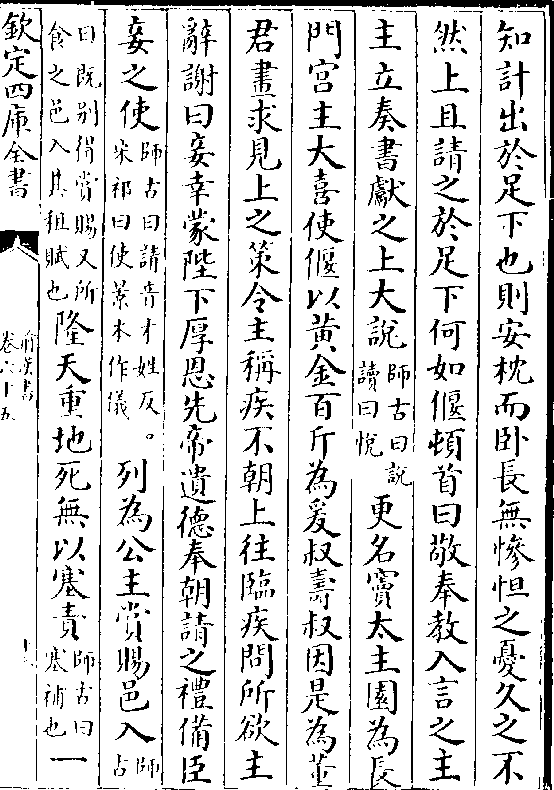 知計出於足下也則安枕而卧長無慘怛之憂久之不
然上且請之於足下何如偃頓首曰敬奉教入言之主
主立奏書獻之上大說師古曰說讀曰悅更名竇太主園為長
門宮主大喜使偃以黃金百斤為爰叔壽叔因是為董
君畫求見上之策令主稱疾不朝上往臨疾問所欲主
辭謝曰妾幸蒙陛下厚恩先帝遺德奉朝請之禮備臣
妾之使師古曰請音才姓反。宋祁曰使景本作儀列為公主賞賜邑入師古
曰既别得賞賜又所食之邑入其租賦也隆天重地死無以塞責師古曰塞補也一
欽定四庫全書
前漢書
卷六十五